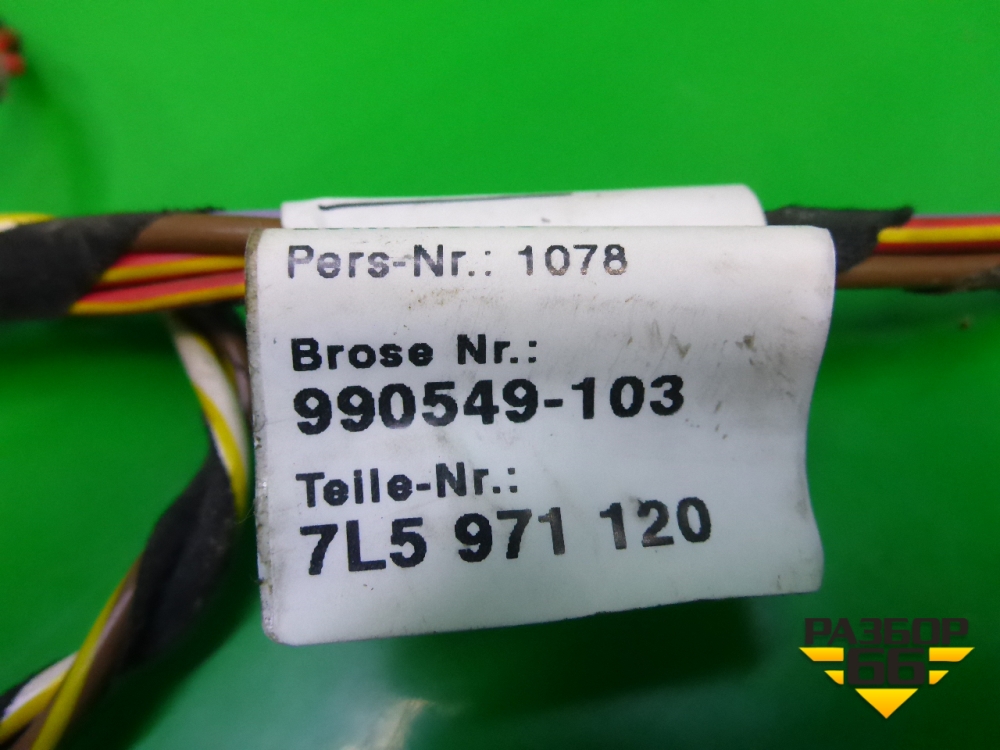 Pers-Nr.: 1078
Brose Nr.:
990549-103
Teile-Nr.:
7L5 971 120
РАЗБОР
66